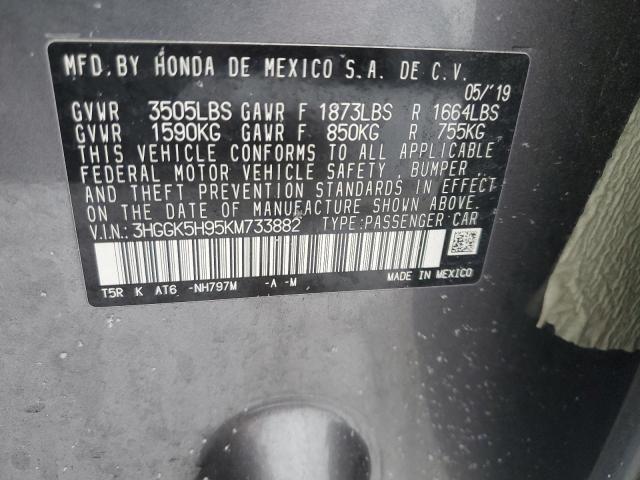 MFD. BY HONDA DE MEXICO S.A. DE C.V.
05/'19
GVWR 3505LBS GAWR F 1873LBS R 1664LBS
GVWR 1590KG GAWR F 850KG R 755KG
THIS VEHICLE CONFORMS TO ALL APPLICABLE
FEDERAL MOTOR VEHICLE SAFETY, BUMPER,
AND THEFT PREVENTION STANDARDS IN EFFECT
ON THE DATE OF MANUFACTURE SHOWN ABOVE.
V.I.N.: 3HGGK5H95KM733882 TYPE:PASSENGER CAR
T5R K AT6 -NH797M -A -M MADE IN MEXICO